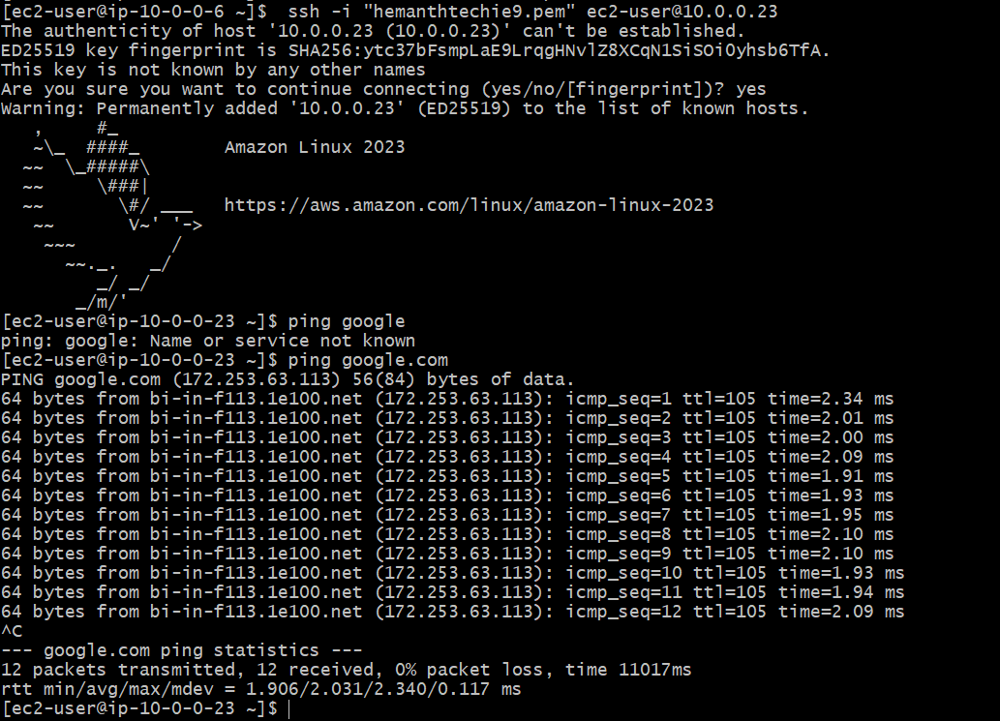 [ec2-user@ip-10-0-0-6 ~]$  ssh -i "hemanthtechie9.pem" ec2-user@10.0.0.23
The authenticity of host '10.0.0.23 (10.0.0.23)' can't be established.
ED25519 key fingerprint is SHA256:ytc37bFsmpLaE9LrqgHNvlZ8XCqN1SiSOi0yhsb6TfA.
This key is not known by any other names
Are you sure you want to continue connecting (yes/no/[fingerprint])? yes
Warning: Permanently added '10.0.0.23' (ED25519) to the list of known hosts.
   ,     #_
   ~\_  ####_        Amazon Linux 2023
  ~~  \_#####\
  ~~     \###|
  ~~       \#/ ___   https://aws.amazon.com/linux/amazon-linux-2023
   ~~       V~' '->
    ~~~         /
      ~~._.   _/
         _/ _/
       _/m/'
[ec2-user@ip-10-0-0-23 ~]$ ping google
ping: google: Name or service not known
[ec2-user@ip-10-0-0-23 ~]$ ping google.com
PING google.com (172.253.63.113) 56(84) bytes of data.
64 bytes from bi-in-f113.1e100.net (172.253.63.113): icmp_seq=1 ttl=105 time=2.34 ms
64 bytes from bi-in-f113.1e100.net (172.253.63.113): icmp_seq=2 ttl=105 time=2.01 ms
64 bytes from bi-in-f113.1e100.net (172.253.63.113): icmp_seq=3 ttl=105 time=2.00 ms
64 bytes from bi-in-f113.1e100.net (172.253.63.113): icmp_seq=4 ttl=105 time=2.09 ms
64 bytes from bi-in-f113.1e100.net (172.253.63.113): icmp_seq=5 ttl=105 time=1.91 ms
64 bytes from bi-in-f113.1e100.net (172.253.63.113): icmp_seq=6 ttl=105 time=1.93 ms
64 bytes from bi-in-f113.1e100.net (172.253.63.113): icmp_seq=7 ttl=105 time=1.95 ms
64 bytes from bi-in-f113.1e100.net (172.253.63.113): icmp_seq=8 ttl=105 time=2.10 ms
64 bytes from bi-in-f113.1e100.net (172.253.63.113): icmp_seq=9 ttl=105 time=2.10 ms
64 bytes from bi-in-f113.1e100.net (172.253.63.113): icmp_seq=10 ttl=105 time=1.93 ms
64 bytes from bi-in-f113.1e100.net (172.253.63.113): icmp_seq=11 ttl=105 time=1.94 ms
64 bytes from bi-in-f113.1e100.net (172.253.63.113): icmp_seq=12 ttl=105 time=2.09 ms
^C
--- google.com ping statistics ---
12 packets transmitted, 12 received, 0% packet loss, time 11017ms
rtt min/avg/max/mdev = 1.906/2.031/2.340/0.117 ms
[ec2-user@ip-10-0-0-23 ~]$